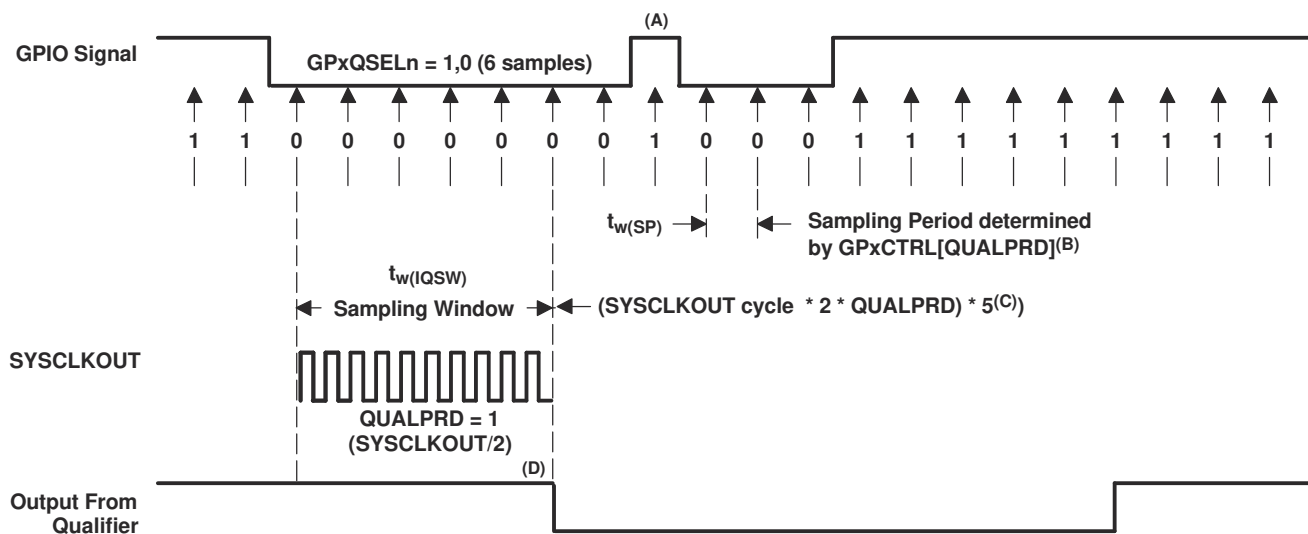 (A)
GPIO Signal
GPxQSELn = 1,0 (6 samples)
1 1 0 0 0 0 0 0 0 1 0 0 0 1 1 1 1 1 1 1 1 1
tw(SP)
Sampling Period determined
by GPxCTRL[QUALPRD](B)
tw(IQSW)
Sampling Window
(SYSCLKOUT cycle * 2 * QUALPRD) * 5(C))
SYSCLKOUT
QUALPRD = 1
(SYSCLKOUT/2)
(D)
Output From
Qualifier